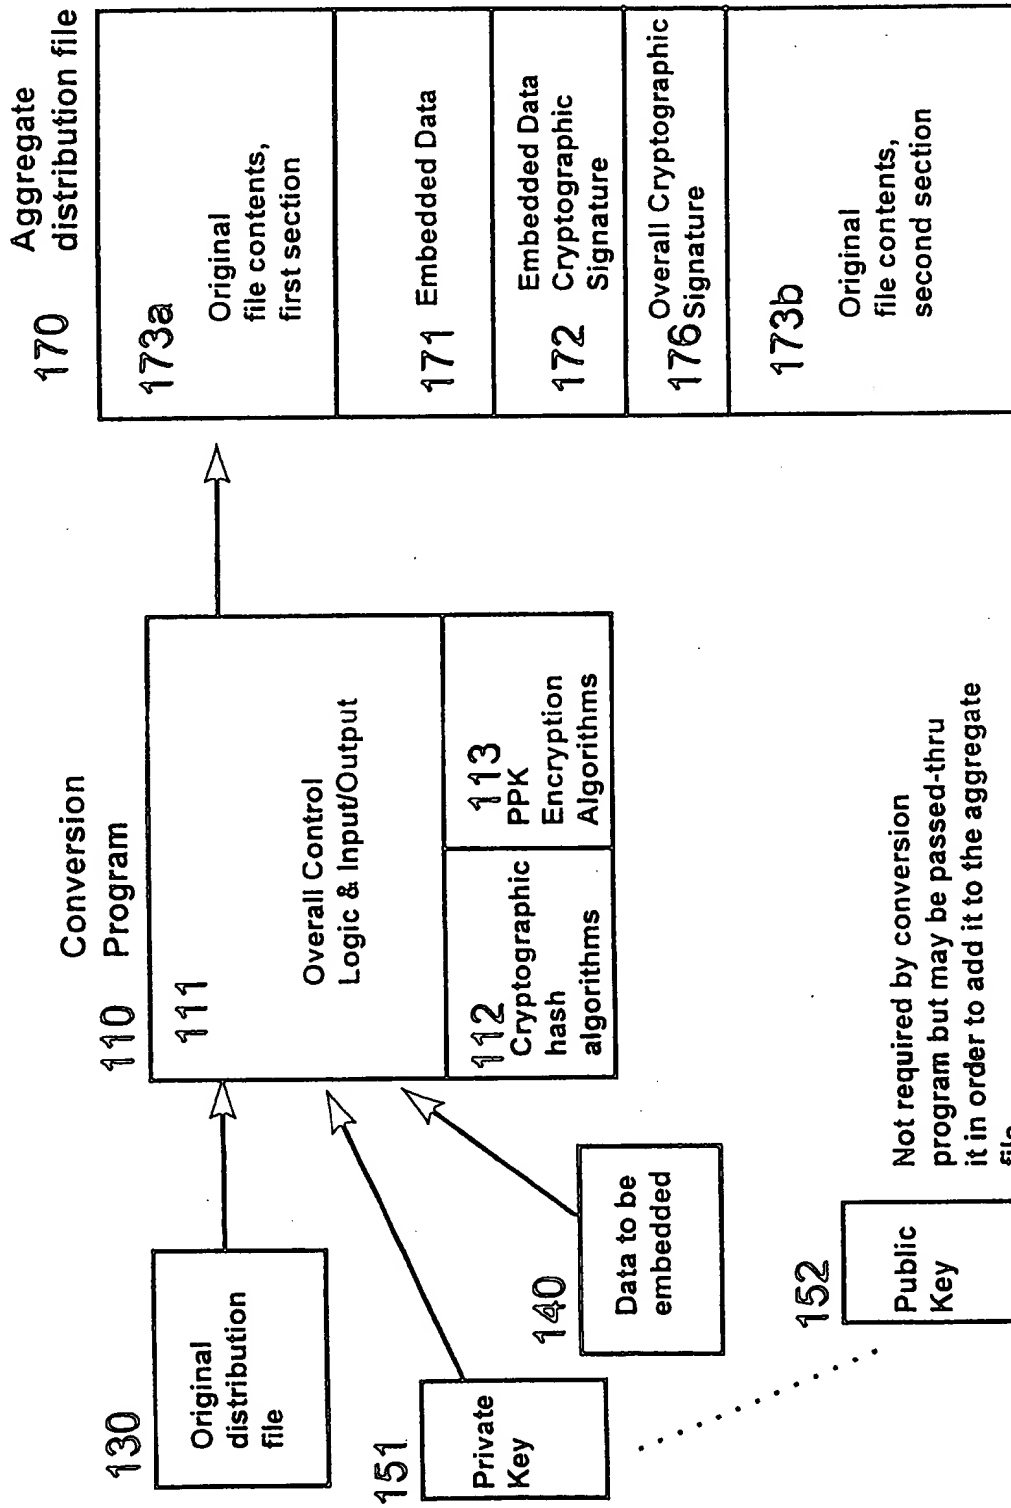 130
Original
distribution
file
151
Private
Key
140
Data to be
embedded
152
Public
Key
Not required by conversion
program but may be passed-thru
it in order to add it to the aggregate
file
110
Conversion
Program
111
Overall Control
Logic & Input/Output
112
Cryptographic
hash
algorithms
113
PPK
Encryption
Algorithms
170
Aggregate
distribution file
173a
Original
file contents,
first section
171
Embedded Data
172
Embedded Data
Cryptographic
Signature
176
Overall Cryptographic
Signature
173b
Original
file contents,
second section